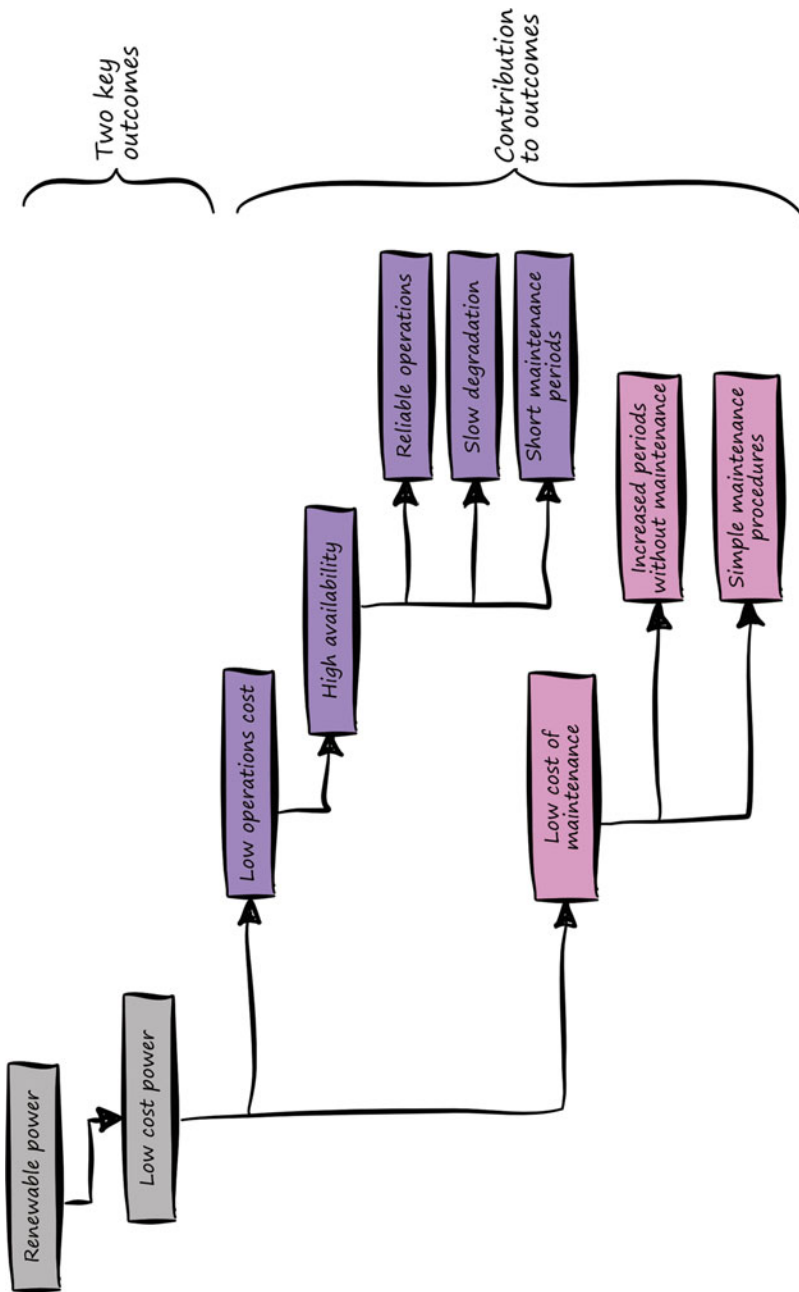 Renewable power
Low cost power
Low operations cost
High availability
Reliable operations
Slow degradation
Short maintenance
periods
Low cost of
maintenance
Increased periods
without maintenance
Simple maintenance
procedures
Two key
outcomes
Contribution
to outcomes